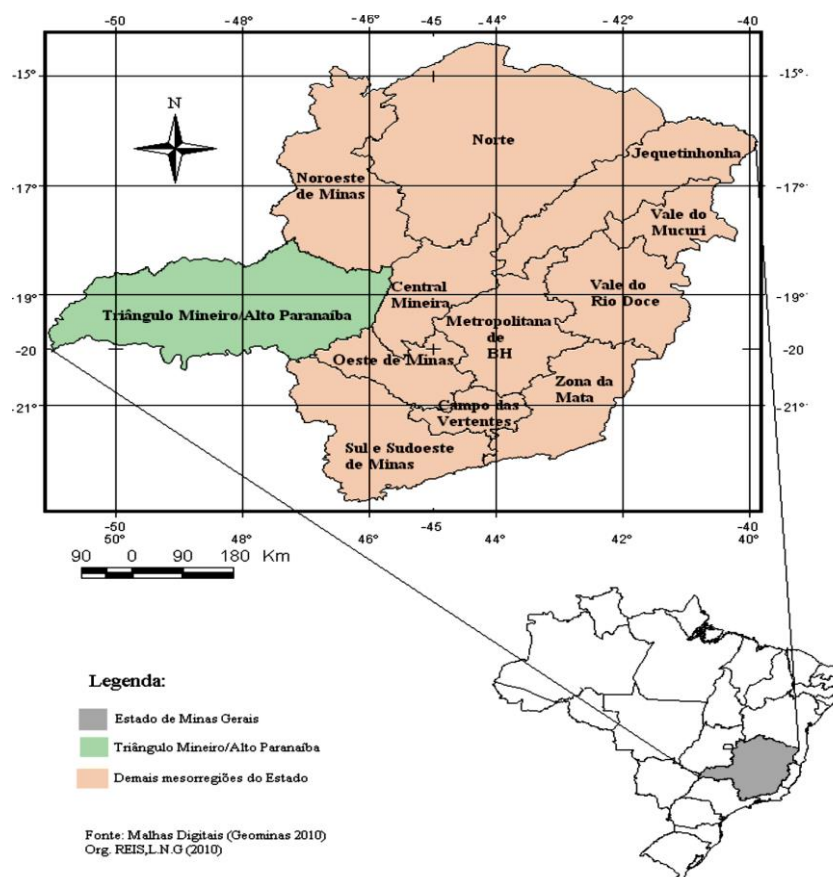 -50 -48 -46 -44 -42 -40
-15° -15°
N
Norte
Jequetinhonha
Noroeste
de Minas
-17° -17°
Vale do
Mucuri
Central
Mineira
Vale do
Rio Doce
-19° -19°
Triângulo Mineiro/Alto Paranaíba
Metropolitana
de
BH
-20 -20
Oeste de Minas
Zona da
Mata
-21° -21°
Campo das
Vertentes
Sul e Sudoeste
de Minas
-50 -48 -46 -45 -44 -42 -40
50° 48° 46° 44° 42° 40°
90 0 90 180 Km
Legenda:
Estado de Minas Gerais
Triângulo Mineiro/Alto Paranaíba
Demais mesorregiões do Estado
Fonte: Malhas Digitais (Geominas 2010)
Org. REIS,L.N.G (2010)